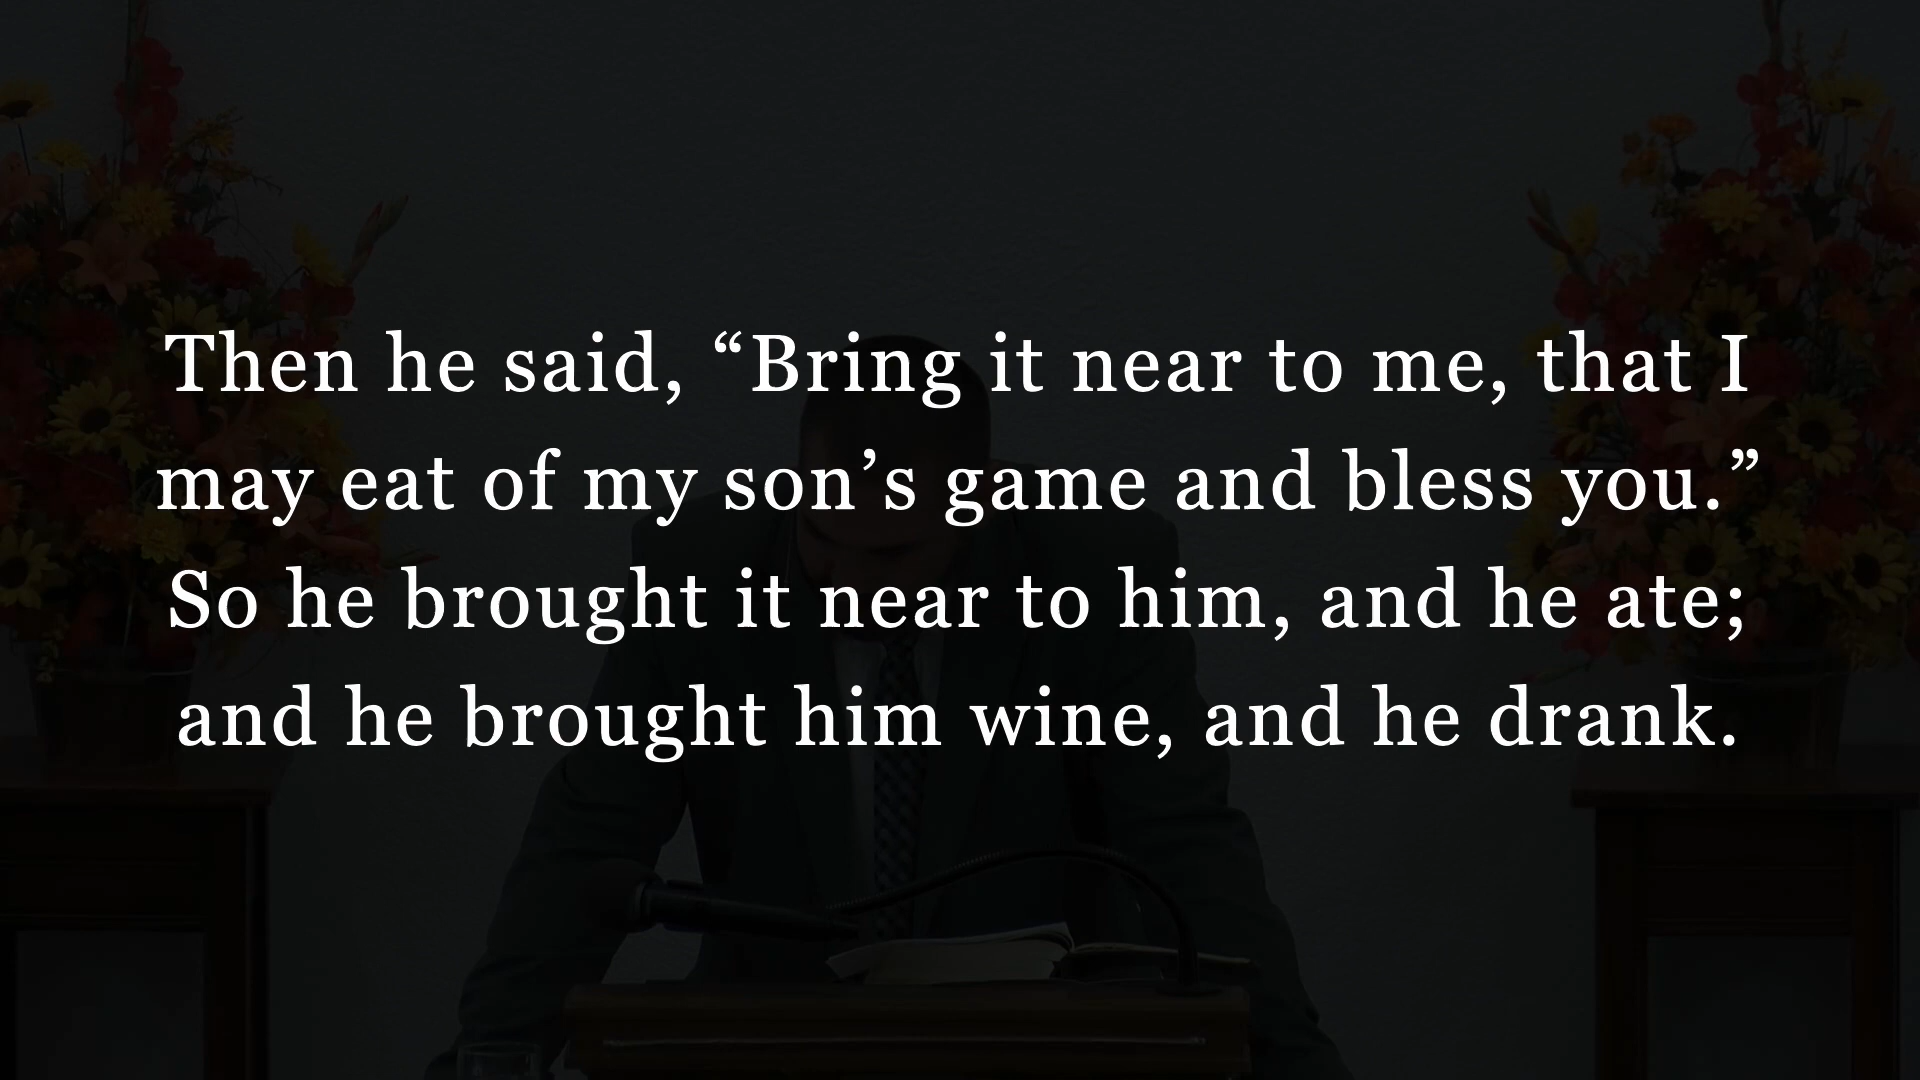 Then he said, “Bring it near to me, that I
may eat of my son’s game and bless you.”
So he brought it near to him, and he ate;
and he brought him wine, and he drank.